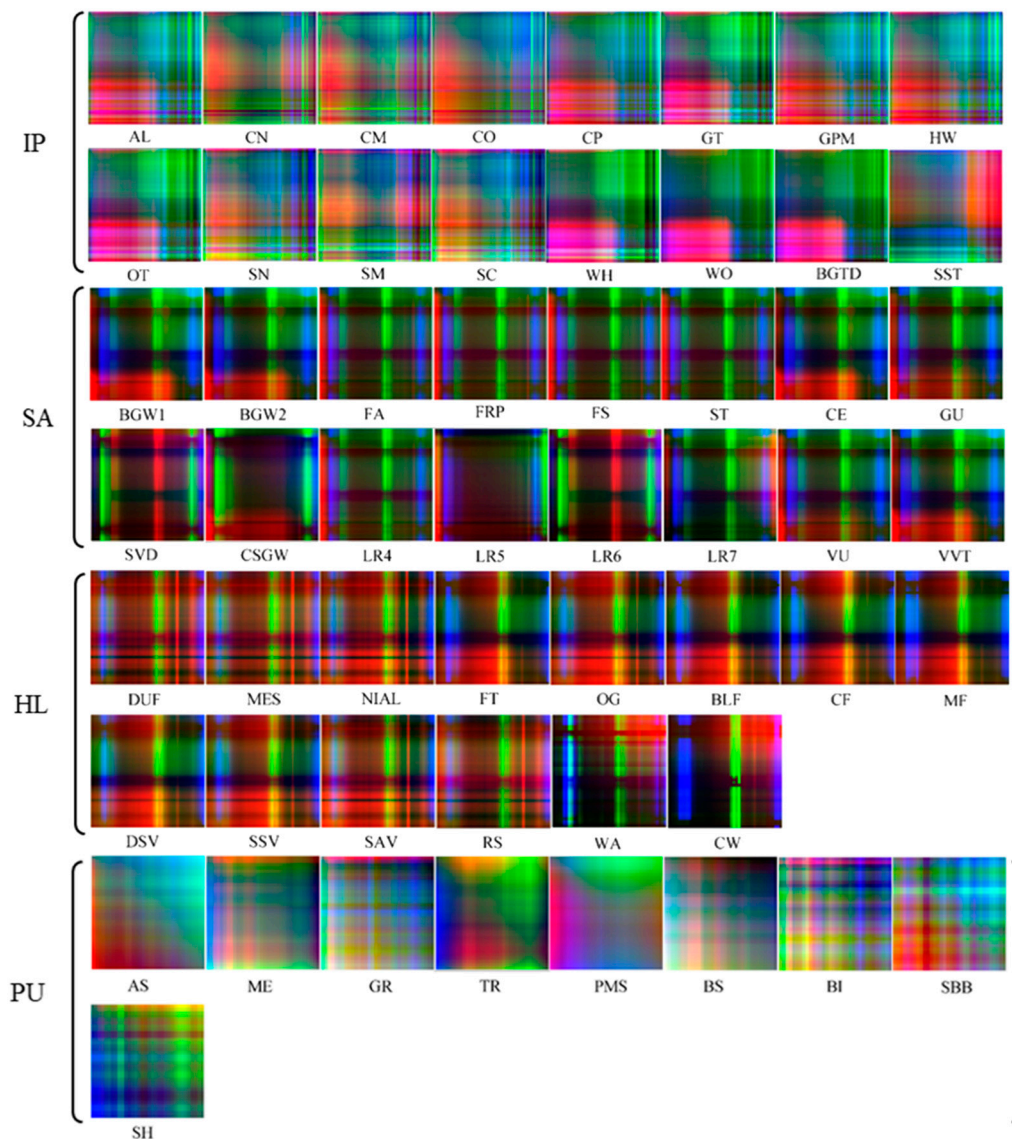 IP
AL CN CM CO CP GT GPM HW
OT SN SM SC WH WO BGTD SST
SA
BGW1 BGW2 FA FRP FS ST CE GU
SVD CSGW LR4 LR5 LR6 LR7 VU VVT
HL
DUF MES NIAL FT OG BLF CF MF
DSV SSV SAV RS WA CW
PU
AS ME GR TR PMS BS BI SBB
SH